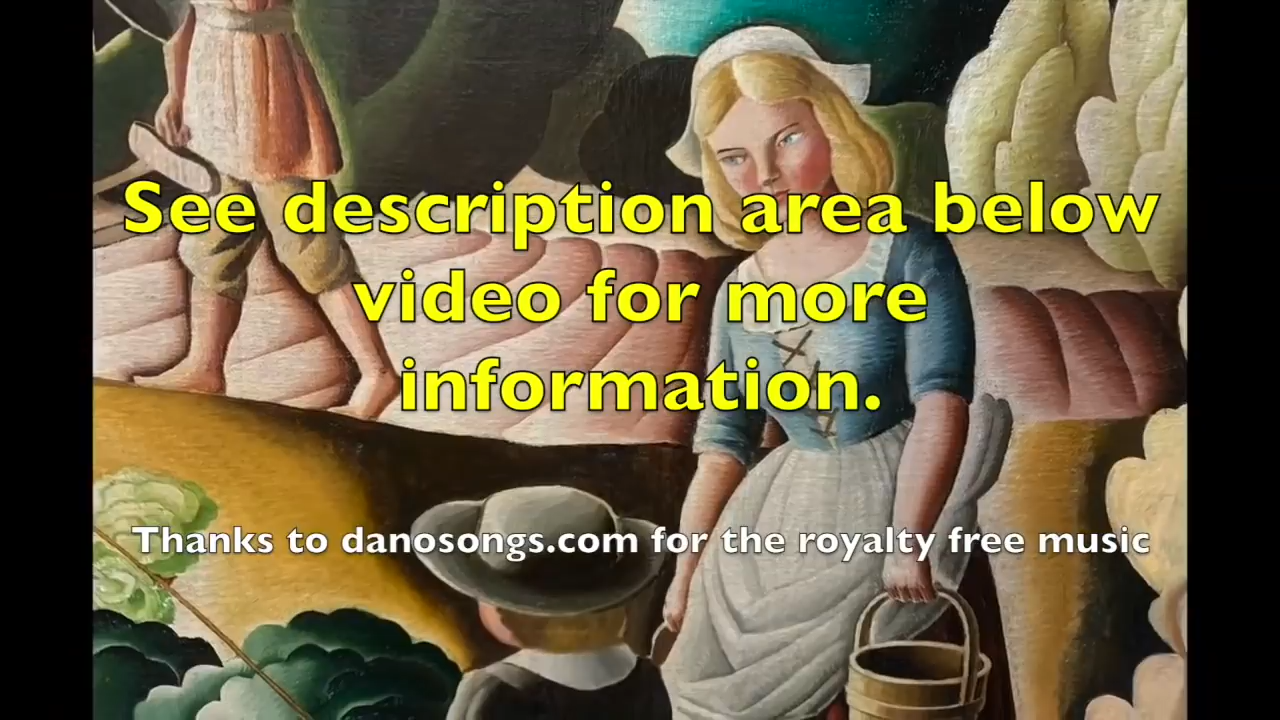 See description area below
video for more
information.
Thanks to danosongs.com for the royalty free music